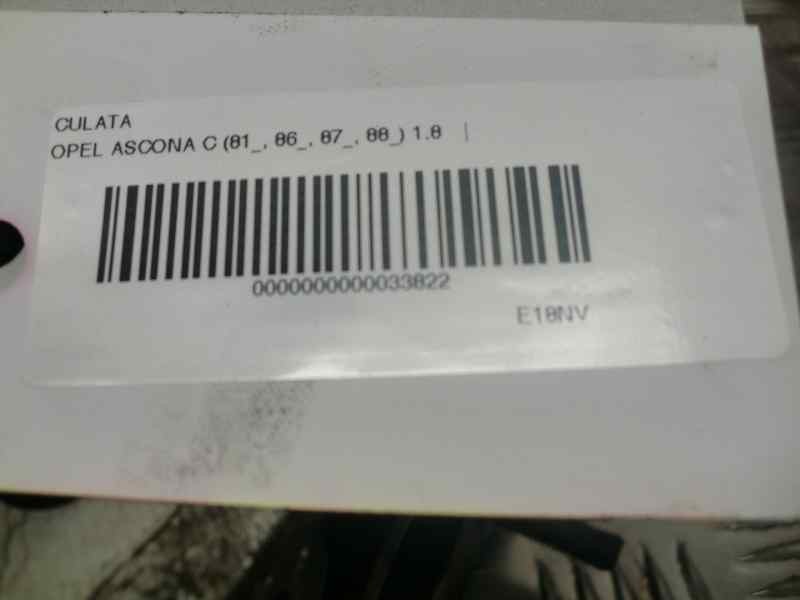 CULATA
OPEL ASCONA C (81_, 86_, 87_, 88_) 1.8 |
0000000000033822
E18NV